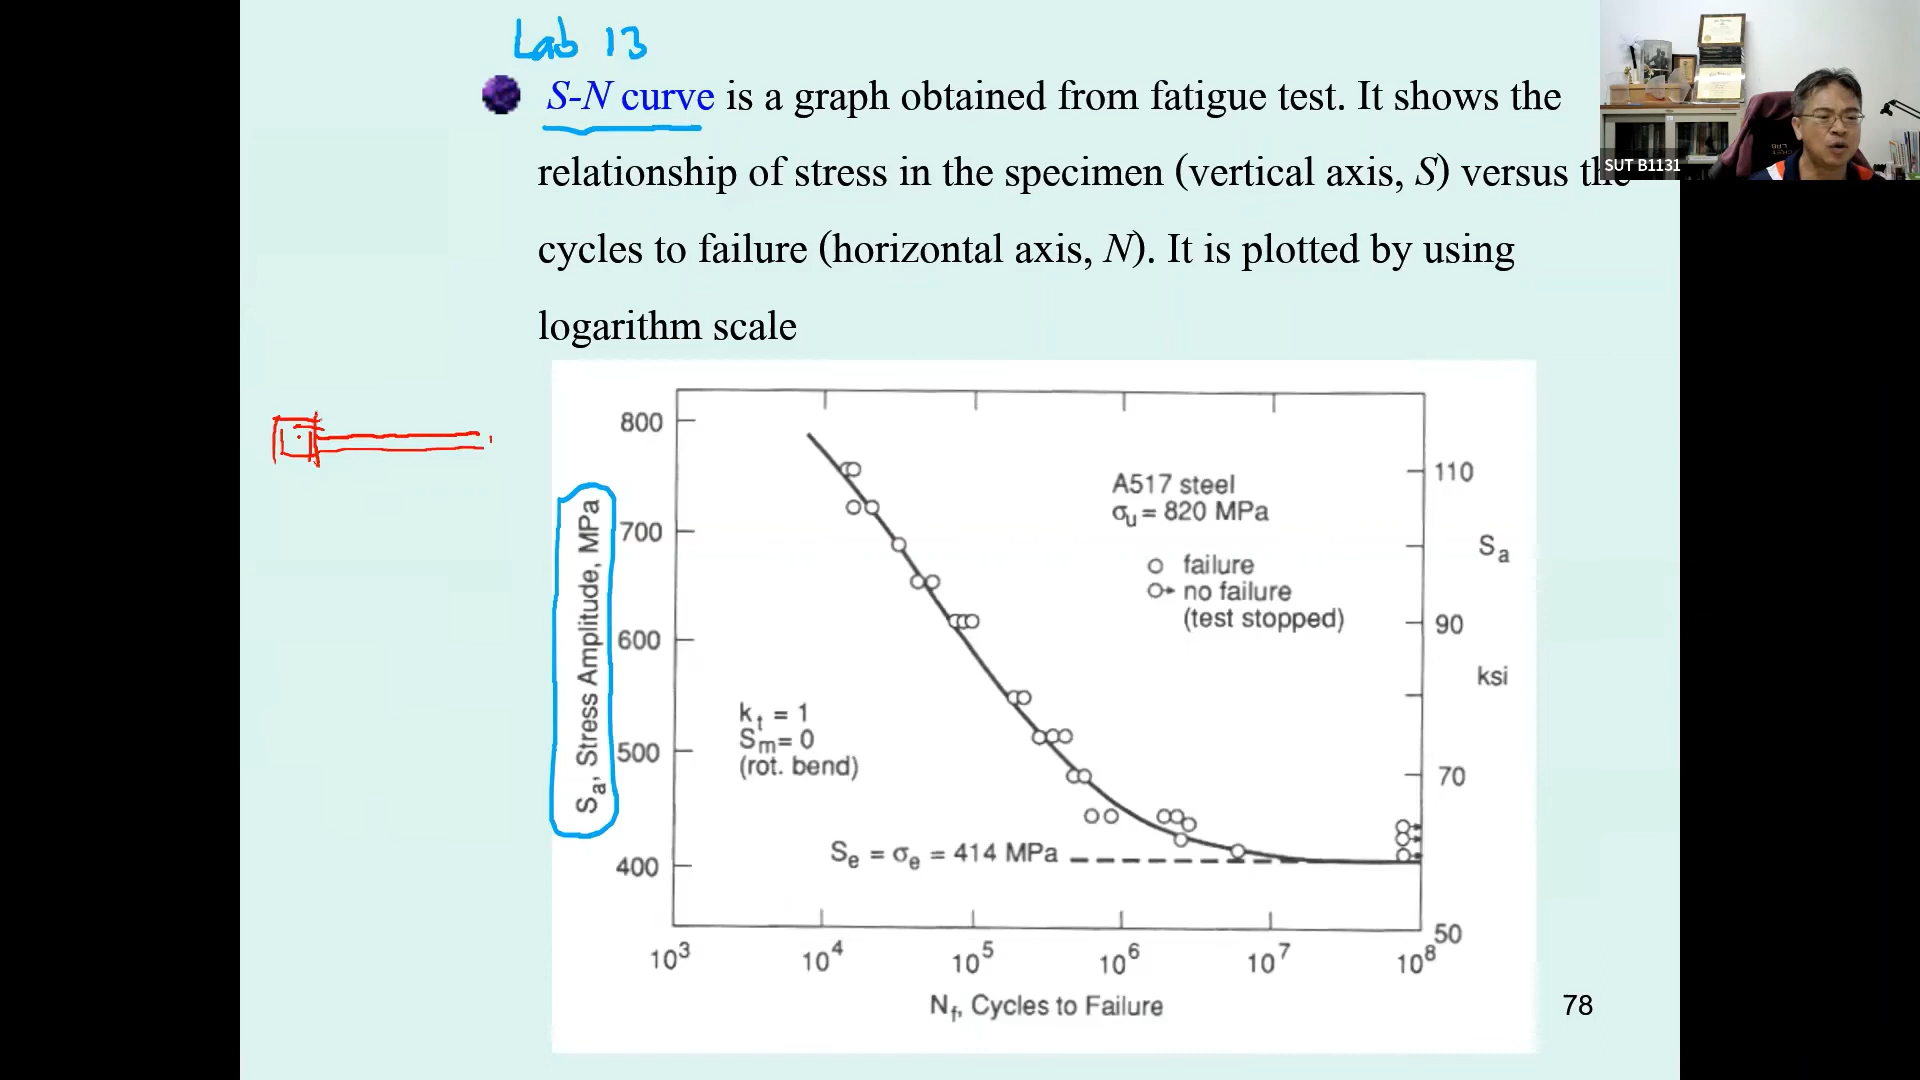 Lab 13
S-N curve is a graph obtained from fatigue test. It shows the
relationship of stress in the specimen (vertical axis, S) versus the
cycles to failure (horizontal axis, N). It is plotted by using
logarithm scale
SUT B1131
800
700
600
500
400
Sa, Stress Amplitude, MPa
A517 steel
σu = 820 MPa
failure
no failure
(test stopped)
kt = 1
Sm = 0
(rot. bend)
Se = σe = 414 MPa
110
90
70
50
Sa
ksi
10³ 10⁴ 10⁵ 10⁶ 10⁷ 10⁸
Nf, Cycles to Failure
78